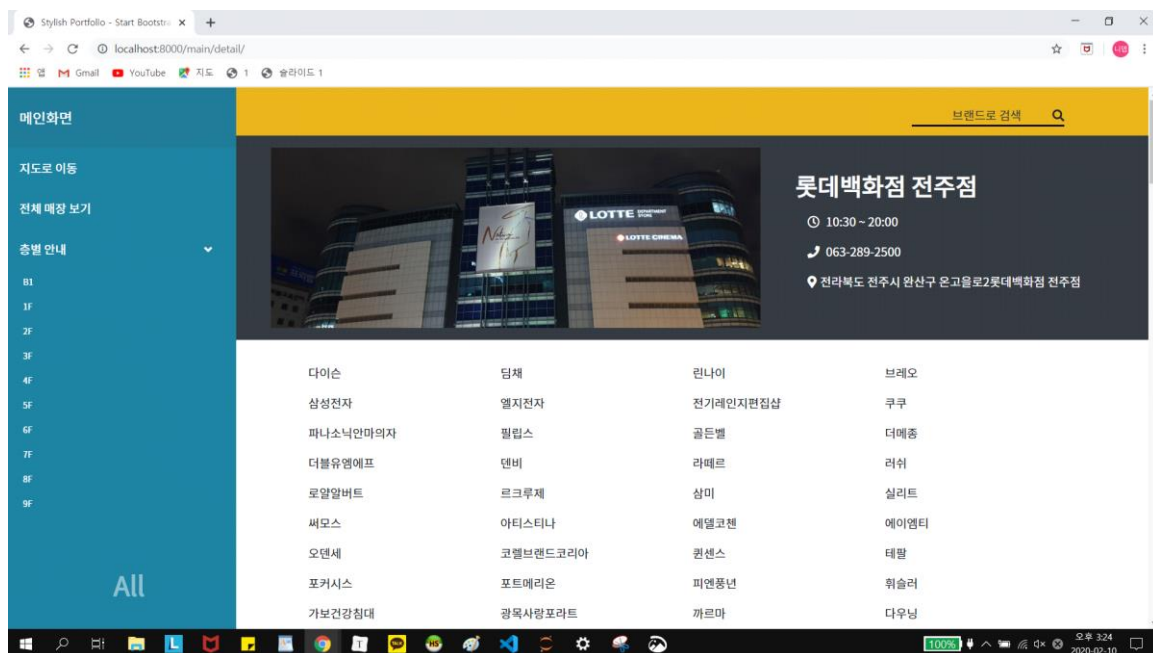 Stylish Portfolio - Start Bootstra
localhost:8000/main/detail/
앱 Gmail YouTube 지도 1 슬라이드 1
메인화면
브랜드로 검색
지도로 이동
전체 매장 보기
층별 안내
B1
1F
2F
3F
4F
5F
6F
7F
8F
9F
All
LOTTE DEPARTMENT STORE
LOTTE CINEMA
롯데백화점 전주점
10:30 ~ 20:00
063-289-2500
전라북도 전주시 완산구 온고을로2롯데백화점 전주점
다이슨 딤채 린나이 브레오
삼성전자 엘지전자 전기레인지편집샵 쿠쿠
파나소닉안마의자 필립스 골든벨 더메종
더블유엠에프 덴비 라떼르 러쉬
로얄알버트 르크루제 삼미 실리트
써모스 아티스티나 에델코첸 에이엠티
오덴세 코렐브랜드코리아 퀸센스 테팔
포커시스 포트메리온 피엔풍년 휘슬러
가보건강침대 광목사랑포라트 까르마 다우닝
100%
오후 3:24
2020-02-10